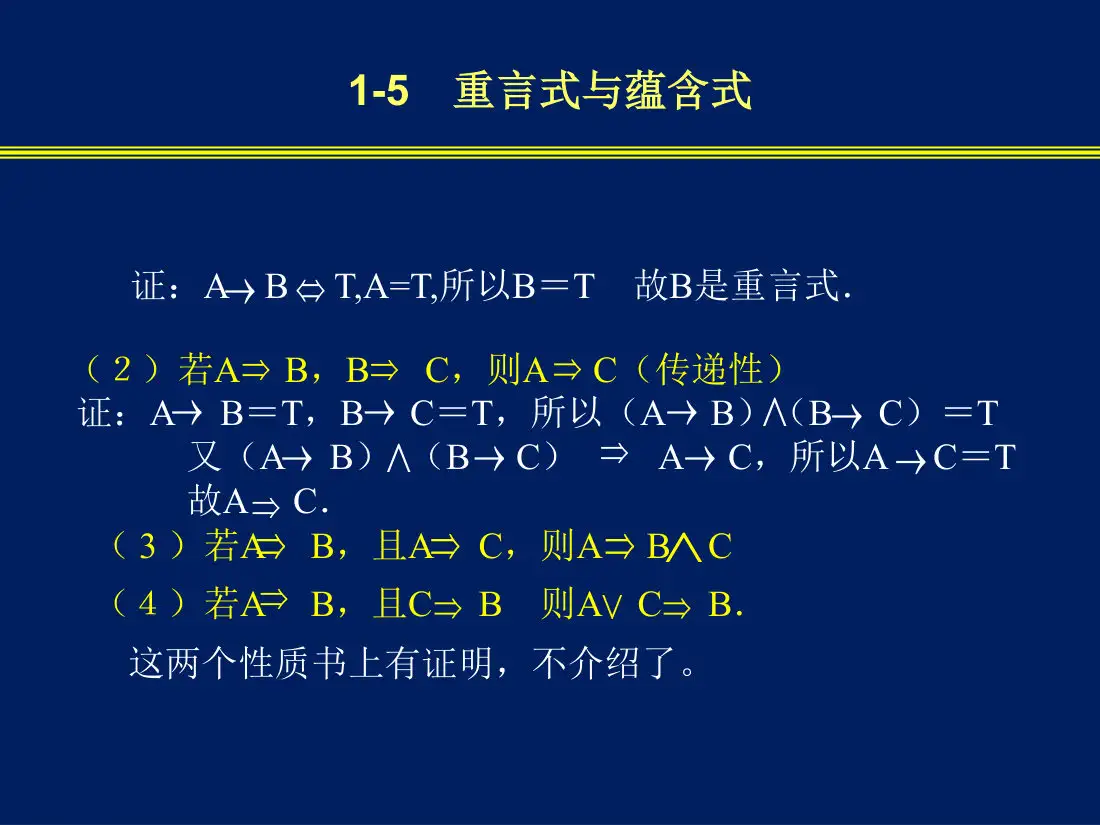 1-5 重言式与蕴含式
证：A→B⇔T,A=T,所以B＝T 故B是重言式．
（２）若A⇒B，B⇒C，则A⇒C（传递性）
证：A→B＝T，B→C＝T，所以（A→B）∧（B→C）＝T
又（A→B）∧（B→C）⇒A→C，所以A→C＝T
故A⇒C．
（３）若A⇒B，且A⇒C，则A⇒B∧C
（４）若A⇒B，且C⇒B 则A∨C⇒B．
这两个性质书上有证明，不介绍了。